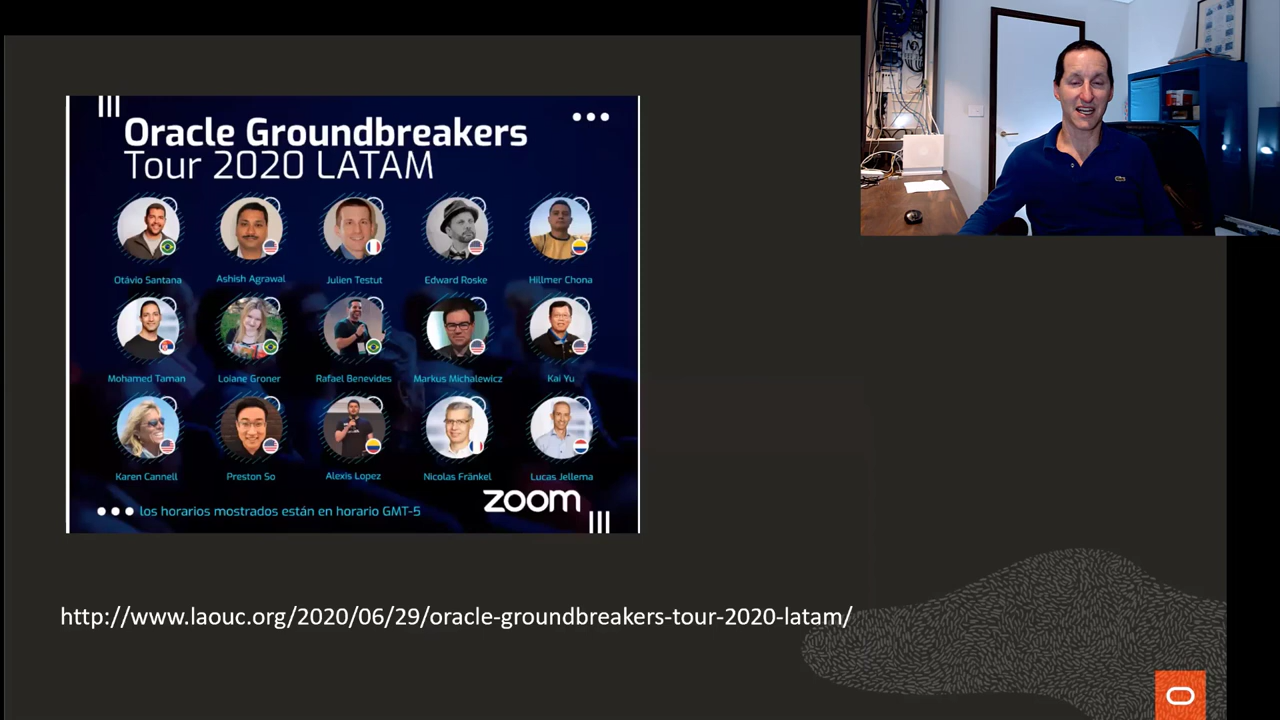 Oracle Groundbreakers
Tour 2020 LATAM
Otávio Santana
Ashish Agrawal
Julien Testut
Edward Roske
Hillmer Chona
Mohamed Taman
Loiane Groner
Rafael Benevides
Markus Michalewicz
Kai Yu
Karen Cannell
Preston So
Alexis Lopez
Nicolas Fränkel
Lucas Jellema
zoom
los horarios mostrados están en horario GMT-5
http://www.laouc.org/2020/06/29/oracle-groundbreakers-tour-2020-latam/